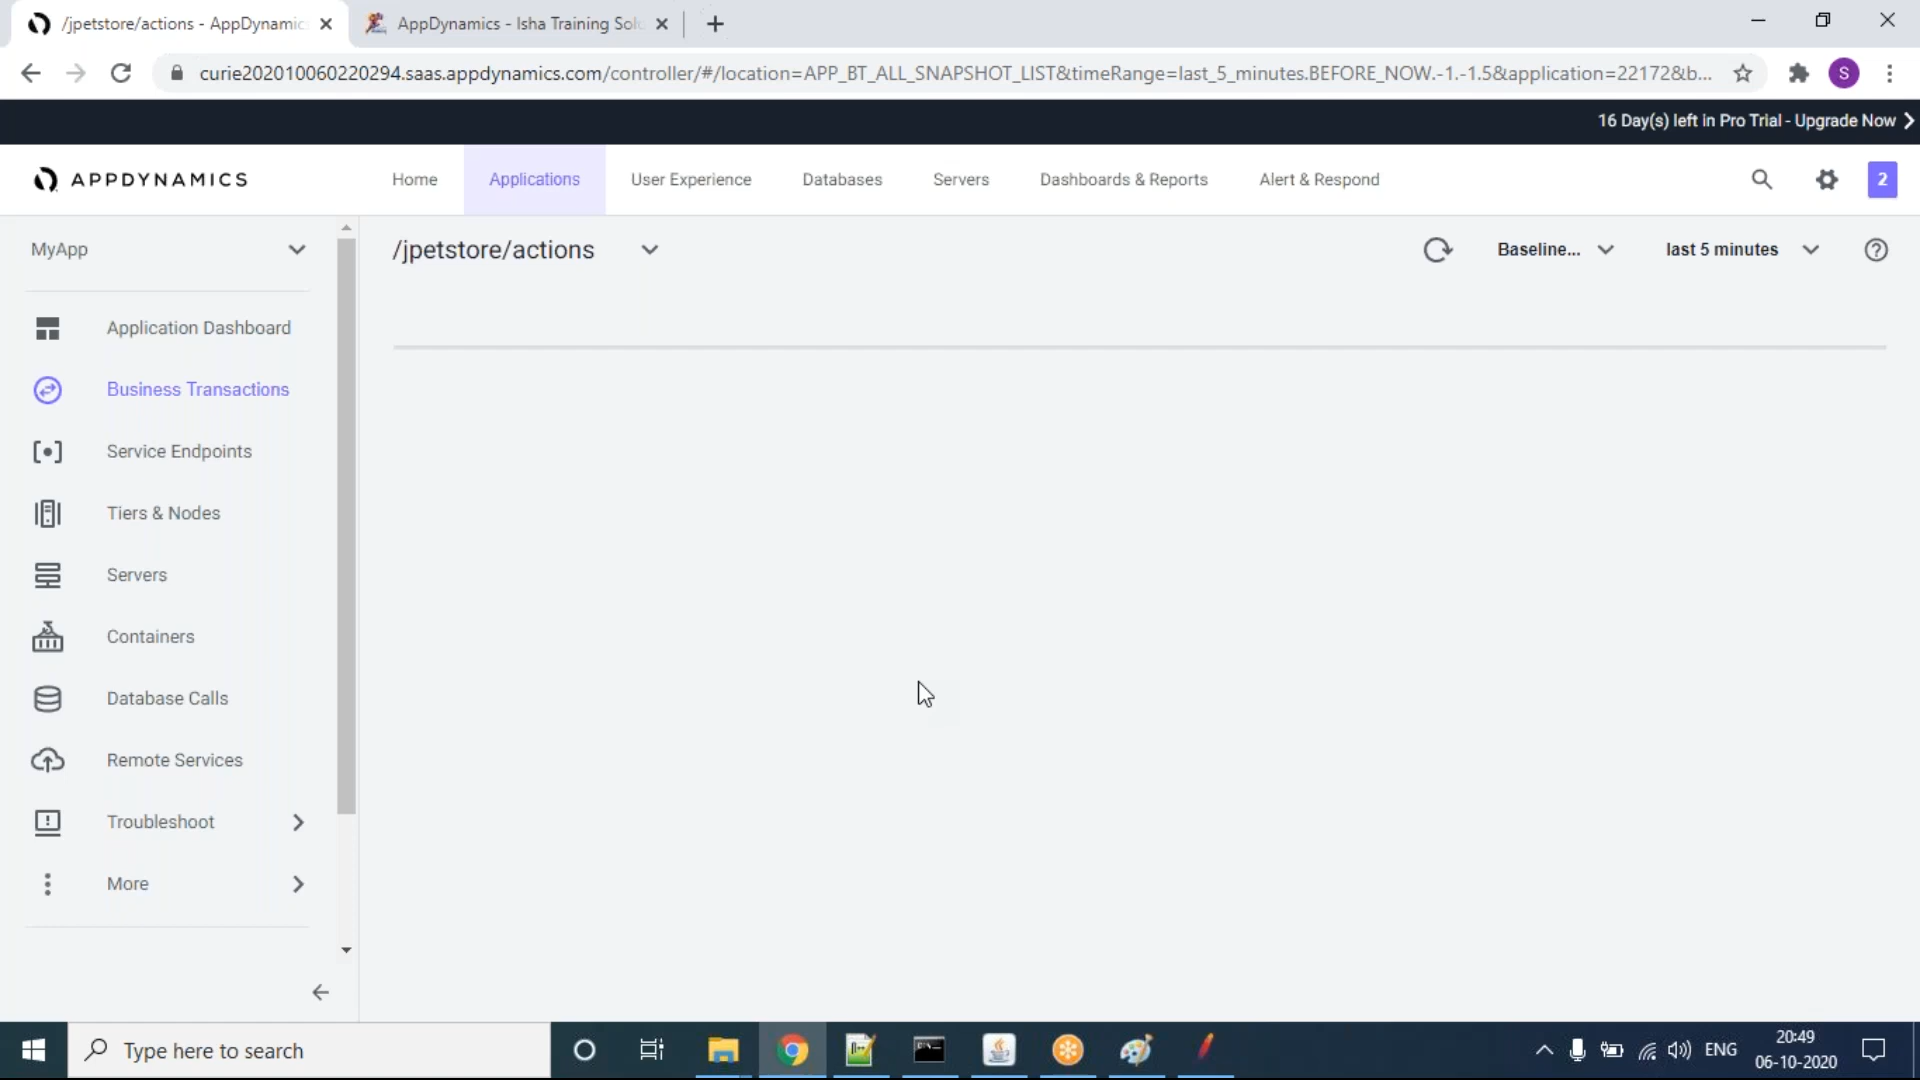 /jpetstore/actions - AppDynamic
AppDynamics - Isha Training Sol
curie202010060220294.saas.appdynamics.com/controller/#/location=APP_BT_ALL_SNAPSHOT_LIST&timeRange=last_5_minutes.BEFORE_NOW.-1.-1.5&application=22172&b...
S
16 Day(s) left in Pro Trial - Upgrade Now
APPDYNAMICS
Home
Applications
User Experience
Databases
Servers
Dashboards & Reports
Alert & Respond
2
MyApp
/jpetstore/actions
Baseline...
last 5 minutes
Application Dashboard
Business Transactions
Service Endpoints
Tiers & Nodes
Servers
Containers
Database Calls
Remote Services
Troubleshoot
More
Type here to search
ENG
20:49
06-10-2020